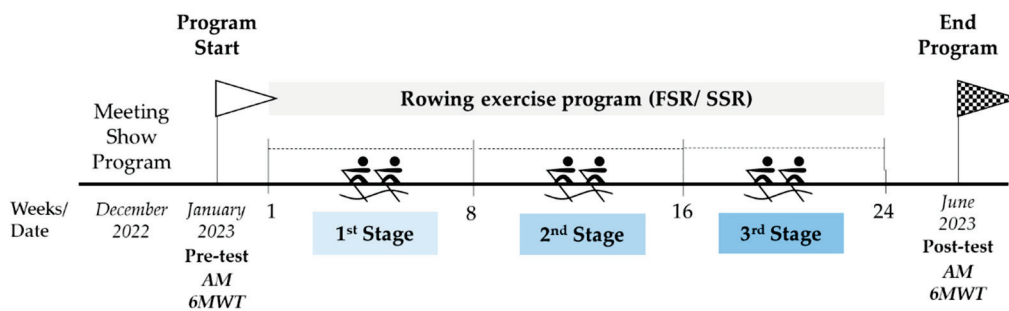 Program
Start
End
Program
Rowing exercise program (FSR/ SSR)
Meeting
Show
Program
Weeks/
Date
December
2022
January
2023
Pre-test
AM
6MWT
1
8
16
24
1st Stage
2nd Stage
3rd Stage
June
2023
Post-test
AM
6MWT